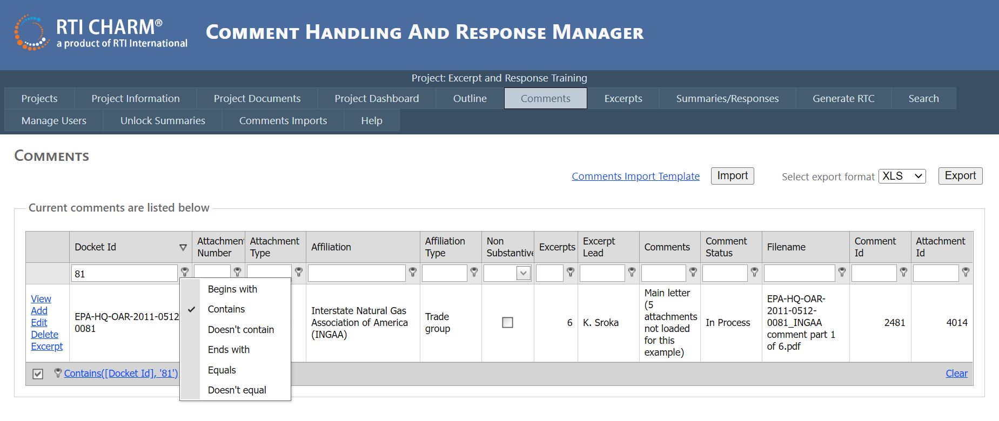 RTI CHARM®
a product of RTI International
COMMENT HANDLING AND RESPONSE MANAGER
Project: Excerpt and Response Training
Projects Project Information Project Documents Project Dashboard Outline Comments Excerpts Summaries/Responses Generate RTC Search
Manage Users Unlock Summaries Comments Imports Help
COMMENTS
Comments Import Template Import Select export format XLS Export
Current comments are listed below
Docket Id
Attachment
Number
Attachment
Type
Affiliation
Affiliation
Type
Non
Substantive
Excerpts
Excerpt
Lead
Comments
Comment
Status
Filename
Comment
Id
Attachment
Id
81
View
Add
Edit
Delete
Excerpt
EPA-HQ-OAR-2011-0512
0081
Begins with
Contains
Doesn't contain
Ends with
Equals
Doesn't equal
Interstate Natural Gas
Association of America
(INGAA)
Trade
group
6
K. Sroka
Main letter
(5
attachments
not loaded
for this
example)
In Process
EPA-HQ-OAR-
2011-0512-
0081_INGAA
comment part 1
of 6.pdf
2481
4014
Contains([Docket Id], '81')
Clear